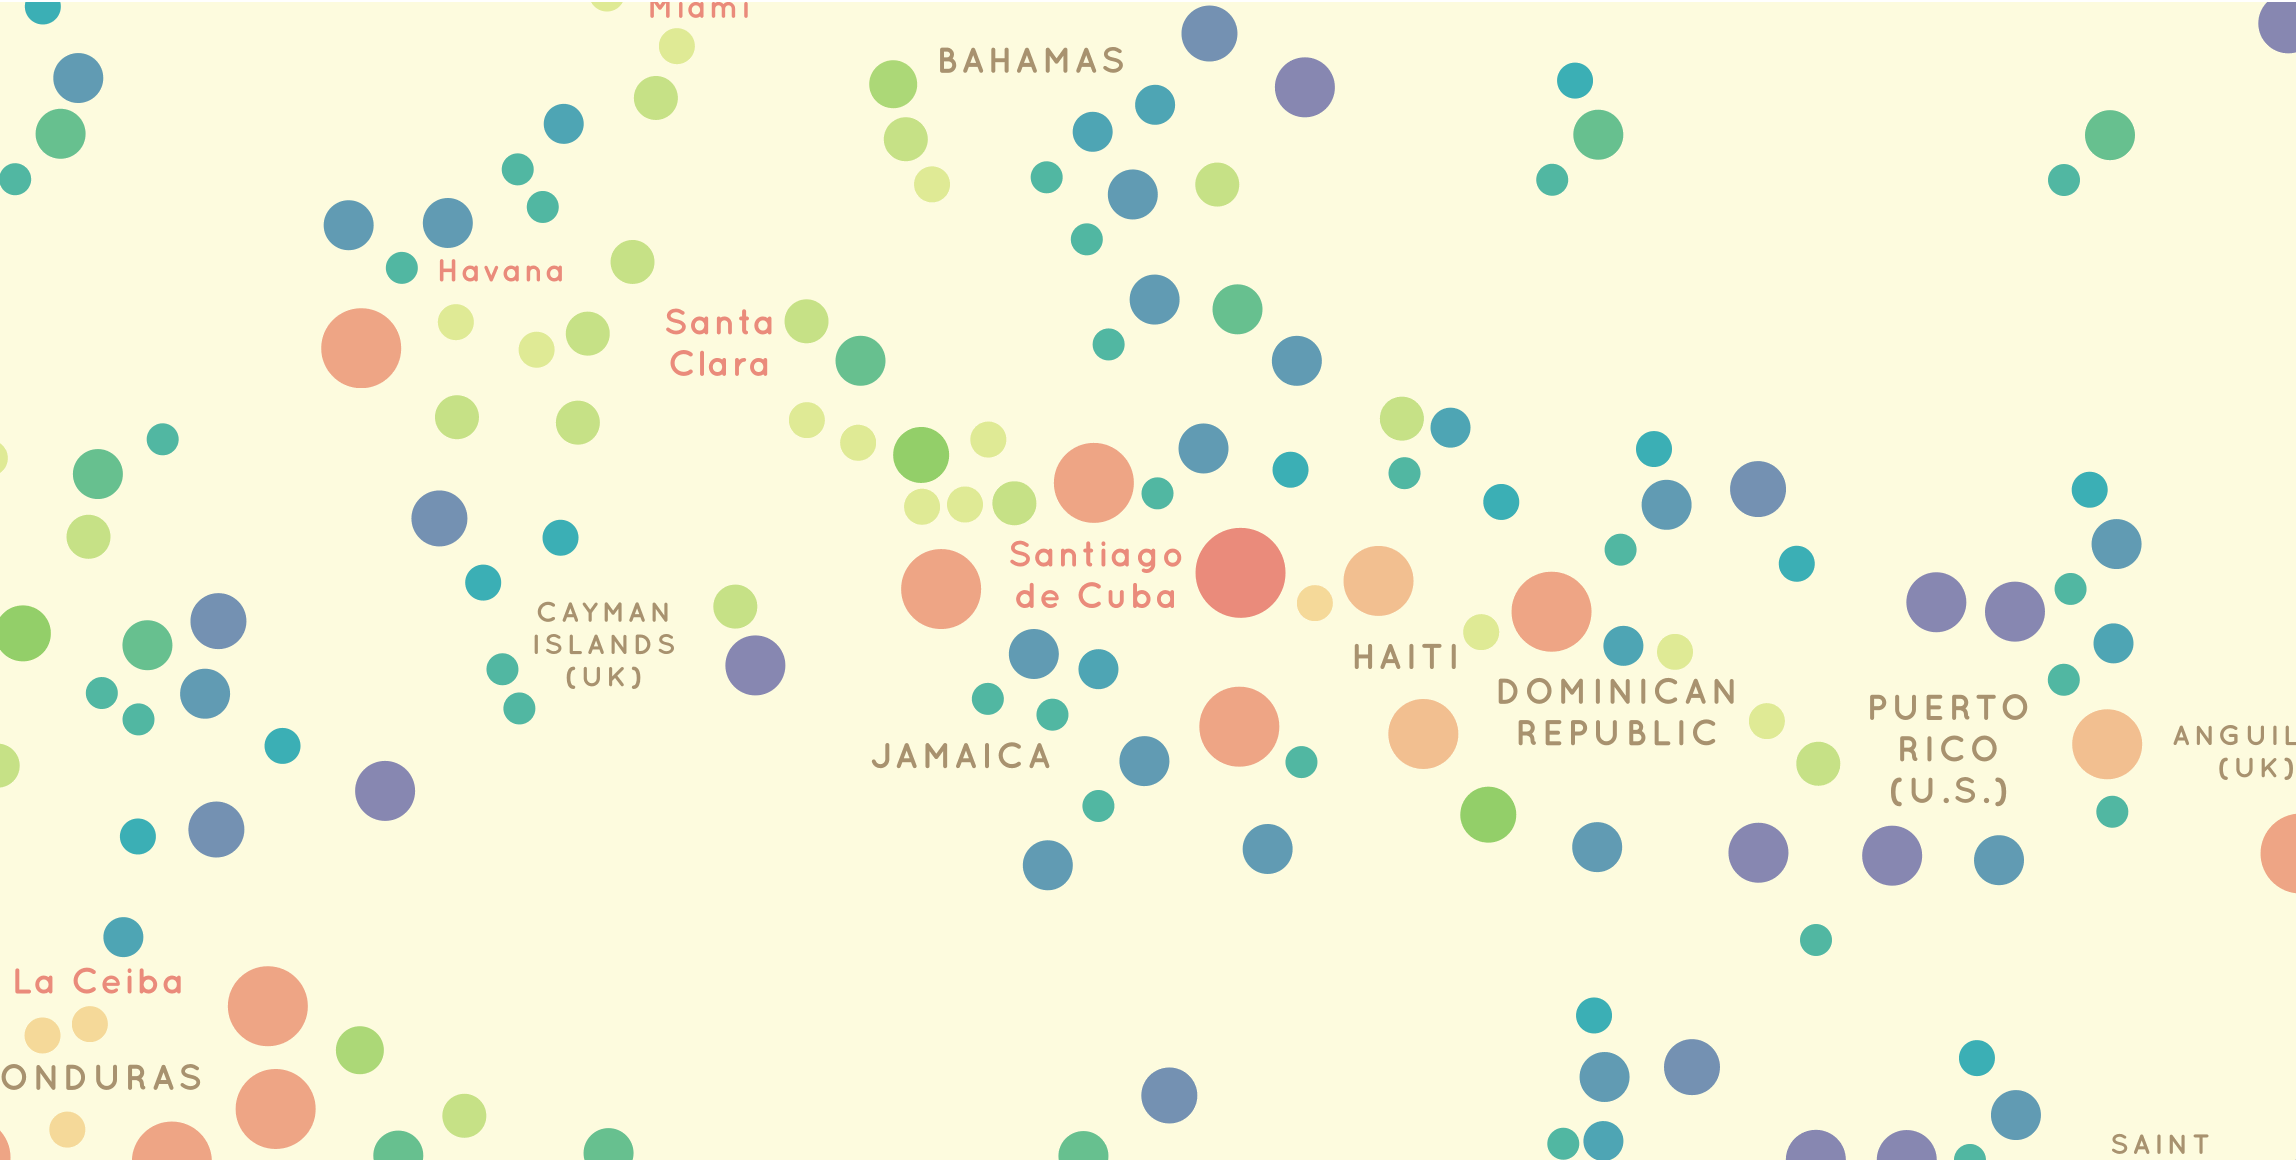 Miami
BAHAMAS
Havana
Santa
Clara
Santiago
de Cuba
CAYMAN
ISLANDS
(UK)
HAITI
DOMINICAN
REPUBLIC
PUERTO
RICO
(U.S.)
ANGUIL
(UK)
JAMAICA
La Ceiba
ONDURAS
SAINT